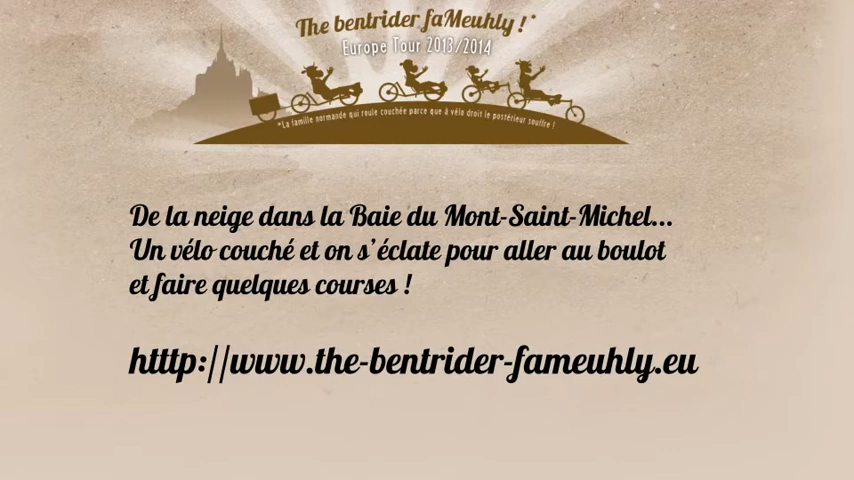 The bentrider faMeuhly !*
Europe Tour 2013/2014
*La famille normande qui roule couchée parce que à vélo droit le postérieur souffre !
De la neige dans la Baie du Mont-Saint-Michel...
Un vélo couché et on s'éclate pour aller au boulot
et faire quelques courses !
htttp://www.the-bentrider-fameuhly.eu